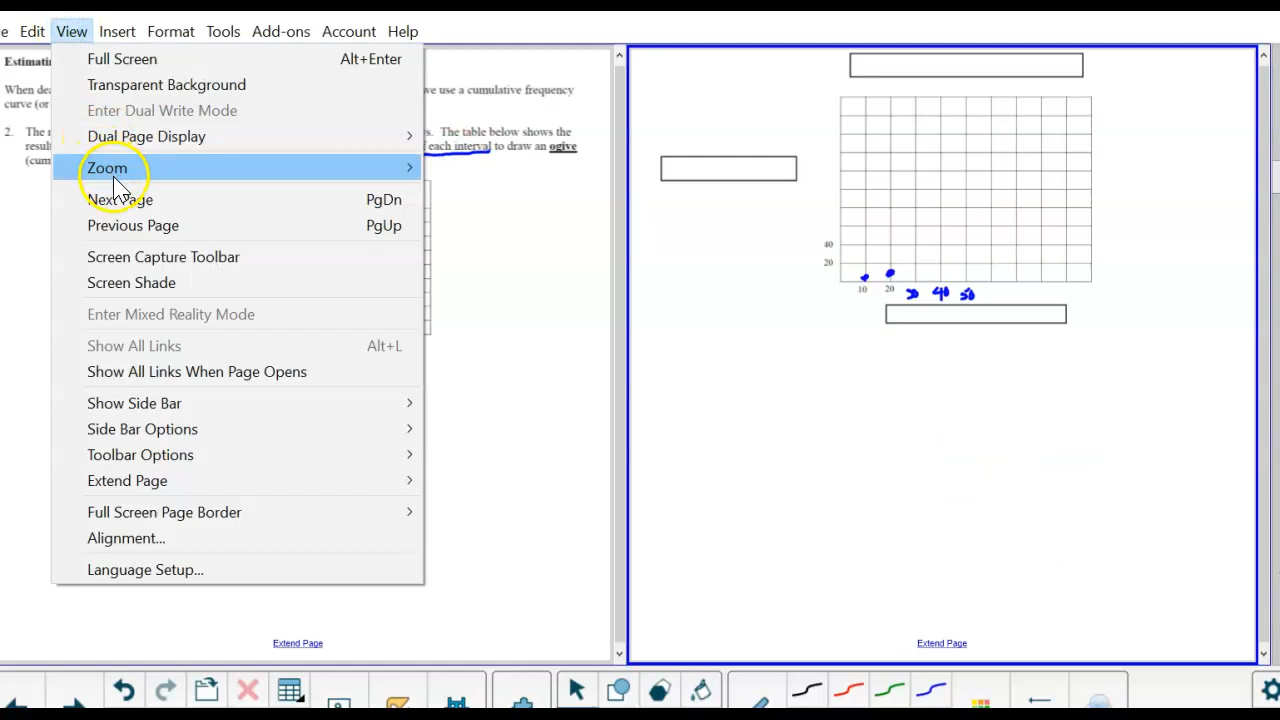 e Edit View Insert Format Tools Add-ons Account Help
Full Screen Alt+Enter
Transparent Background
Enter Dual Write Mode
Dual Page Display
Zoom
Next Page PgDn
Previous Page PgUp
Screen Capture Toolbar
Screen Shade
Enter Mixed Reality Mode
Show All Links Alt+L
Show All Links When Page Opens
Show Side Bar
Side Bar Options
Toolbar Options
Extend Page
Full Screen Page Border
Alignment...
Language Setup...
Estimatin
When dea
ve use a cumulative frequency
curve (or
2. The n
rs. The table below shows the
result
f each interval to draw an ogive
(cum
Extend Page
40
20
10 20 30 40 50
Extend Page